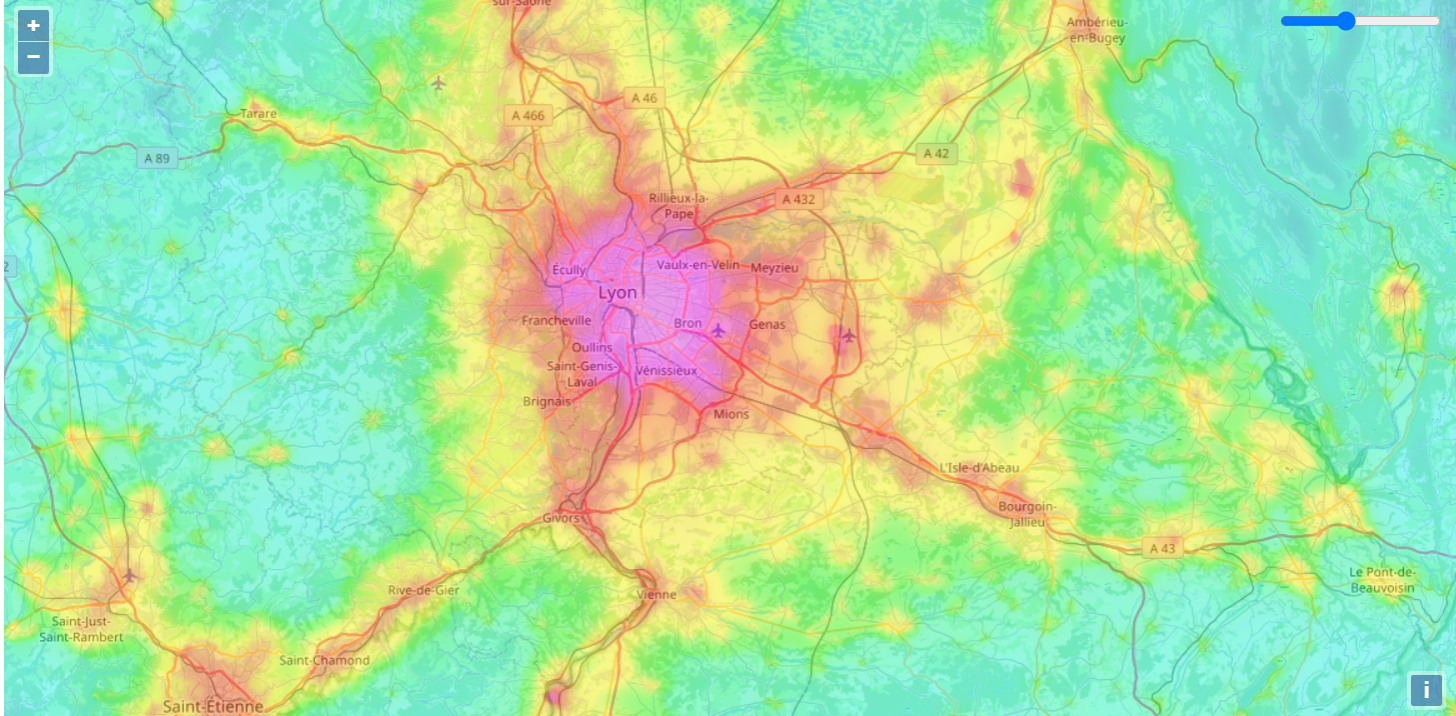 +
−
sur-Saône
Ambérieu-
en-Bugey
A 46
A 466
Tarare
A 89
A 42
Rillieux-la-
Pape
A 432
2
Écully
Vaulx-en-Velin
Meyzieu
Lyon
Francheville
Bron
Genas
Oullins
Saint-Genis-
Laval
Vénissieux
Brignais
Mions
L'Isle-d'Abeau
Bourgoin-
Jallieu
Givors
A 43
Rive-de-Gier
Vienne
Le Pont-de-
Beauvoisin
Saint-Just-
Saint-Rambert
Saint-Chamond
Saint-Étienne
i